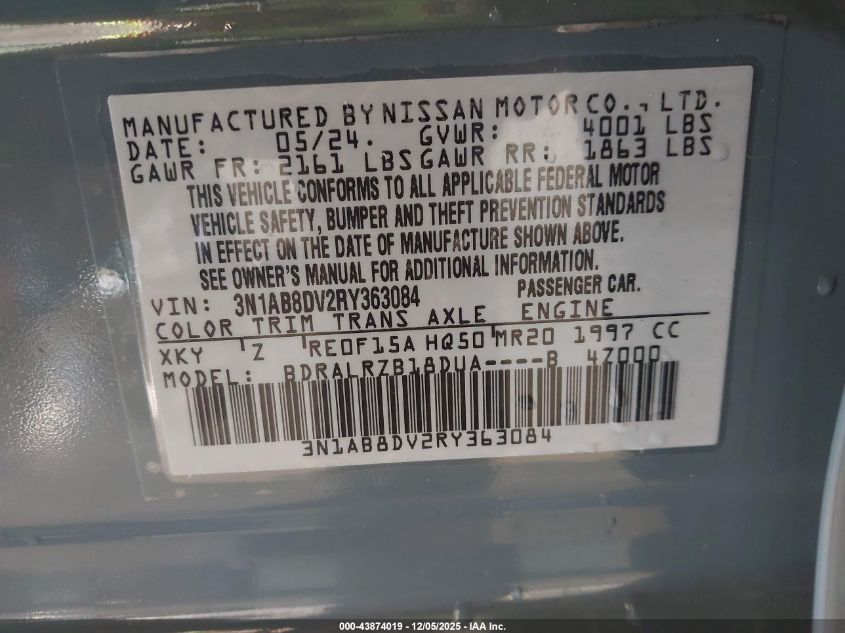 MANUFACTURED BY NISSAN MOTOR CO., LTD.
DATE: 05/24. GVWR: 4001 LBS
GAWR FR: 2161 LBS GAWR RR: 1863 LBS
THIS VEHICLE CONFORMS TO ALL APPLICABLE FEDERAL MOTOR
VEHICLE SAFETY, BUMPER AND THEFT PREVENTION STANDARDS
IN EFFECT ON THE DATE OF MANUFACTURE SHOWN ABOVE.
SEE OWNER'S MANUAL FOR ADDITIONAL INFORMATION.
VIN: 3N1AB8DV2RY363084 PASSENGER CAR.
COLOR TRIM TRANS AXLE ENGINE
XKY Z RE0F15A HQ50 MR20 1997 CC
MODEL: BDRALRZB18DUA----B 4Z000
3N1AB8DV2RY363084
000-43874019 - 12/05/2025 - IAA Inc.